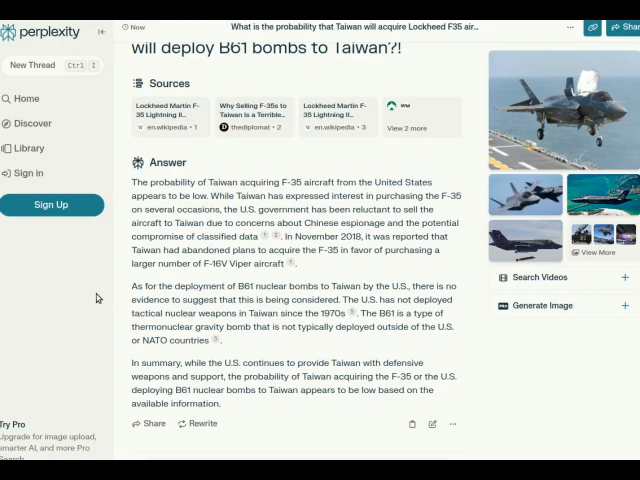 perplexity
Now
What is the probability that Taiwan will acquire Lockheed F35 air...
Shar
New Thread
Ctrl I
Home
Discover
Library
Sign in
Sign Up
Try Pro
Upgrade for image upload,
smarter AI, and more Pro
Search
will deploy B61 bombs to Taiwan?!
Sources
Lockheed Martin F-
35 Lightning II...
en.wikipedia • 1
Why Selling F-35s to
Taiwan Is a Terrible...
thediplomat • 2
Lockheed Martin F-
35 Lightning II...
en.wikipedia • 3
View 2 more
Answer
The probability of Taiwan acquiring F-35 aircraft from the United States
appears to be low. While Taiwan has expressed interest in purchasing the F-35
on several occasions, the U.S. government has been reluctant to sell the
aircraft to Taiwan due to concerns about Chinese espionage and the potential
compromise of classified data 1 2. In November 2018, it was reported that
Taiwan had abandoned plans to acquire the F-35 in favor of purchasing a
larger number of F-16V Viper aircraft 1.
As for the deployment of B61 nuclear bombs to Taiwan by the U.S., there is no
evidence to suggest that this is being considered. The U.S. has not deployed
tactical nuclear weapons in Taiwan since the 1970s 5. The B61 is a type of
thermonuclear gravity bomb that is not typically deployed outside of the U.S.
or NATO countries 5.
In summary, while the U.S. continues to provide Taiwan with defensive
weapons and support, the probability of Taiwan acquiring the F-35 or the U.S.
deploying B61 nuclear bombs to Taiwan appears to be low based on the
available information.
Share
Rewrite
View More
Search Videos
PRO Generate Image